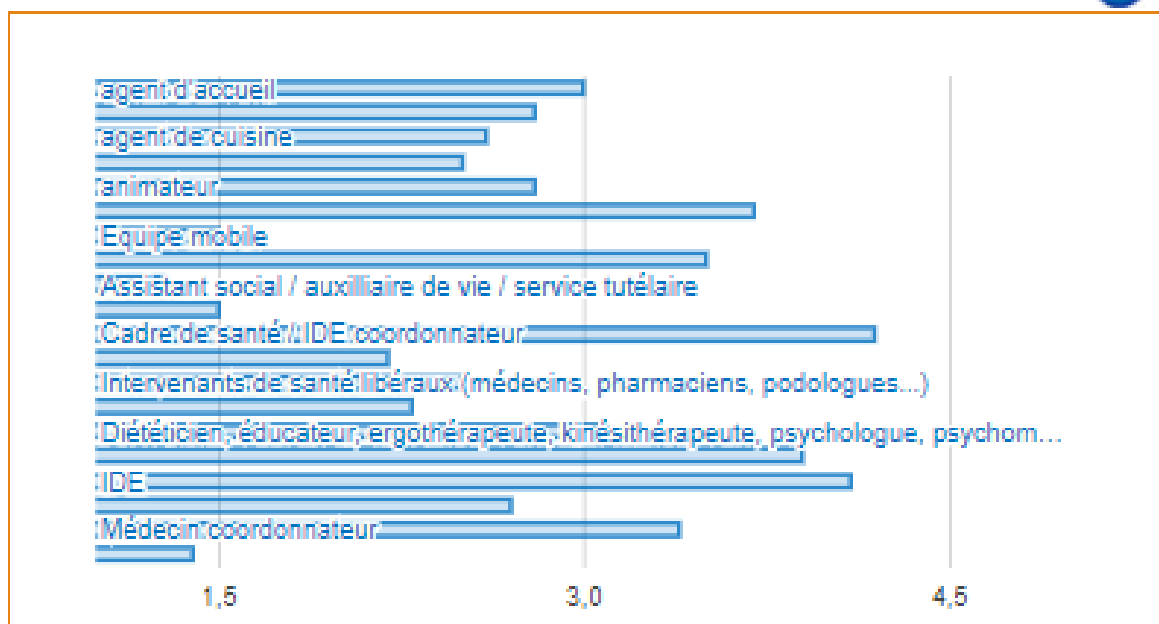 agent d'accueil
agent de cuisine
animateur
Equipe mobile
Assistant social / auxilliaire de vie / service tutélaire
Cadre de santé / IDE coordonnateur
Intervenants de santé libéraux (médecins, pharmaciens, podologues...)
Diététicien, éducateur, ergothérapeute, kinésithérapeute, psychologue, psychom...
IDE
Médecin coordonnateur
1,5 3,0 4,5